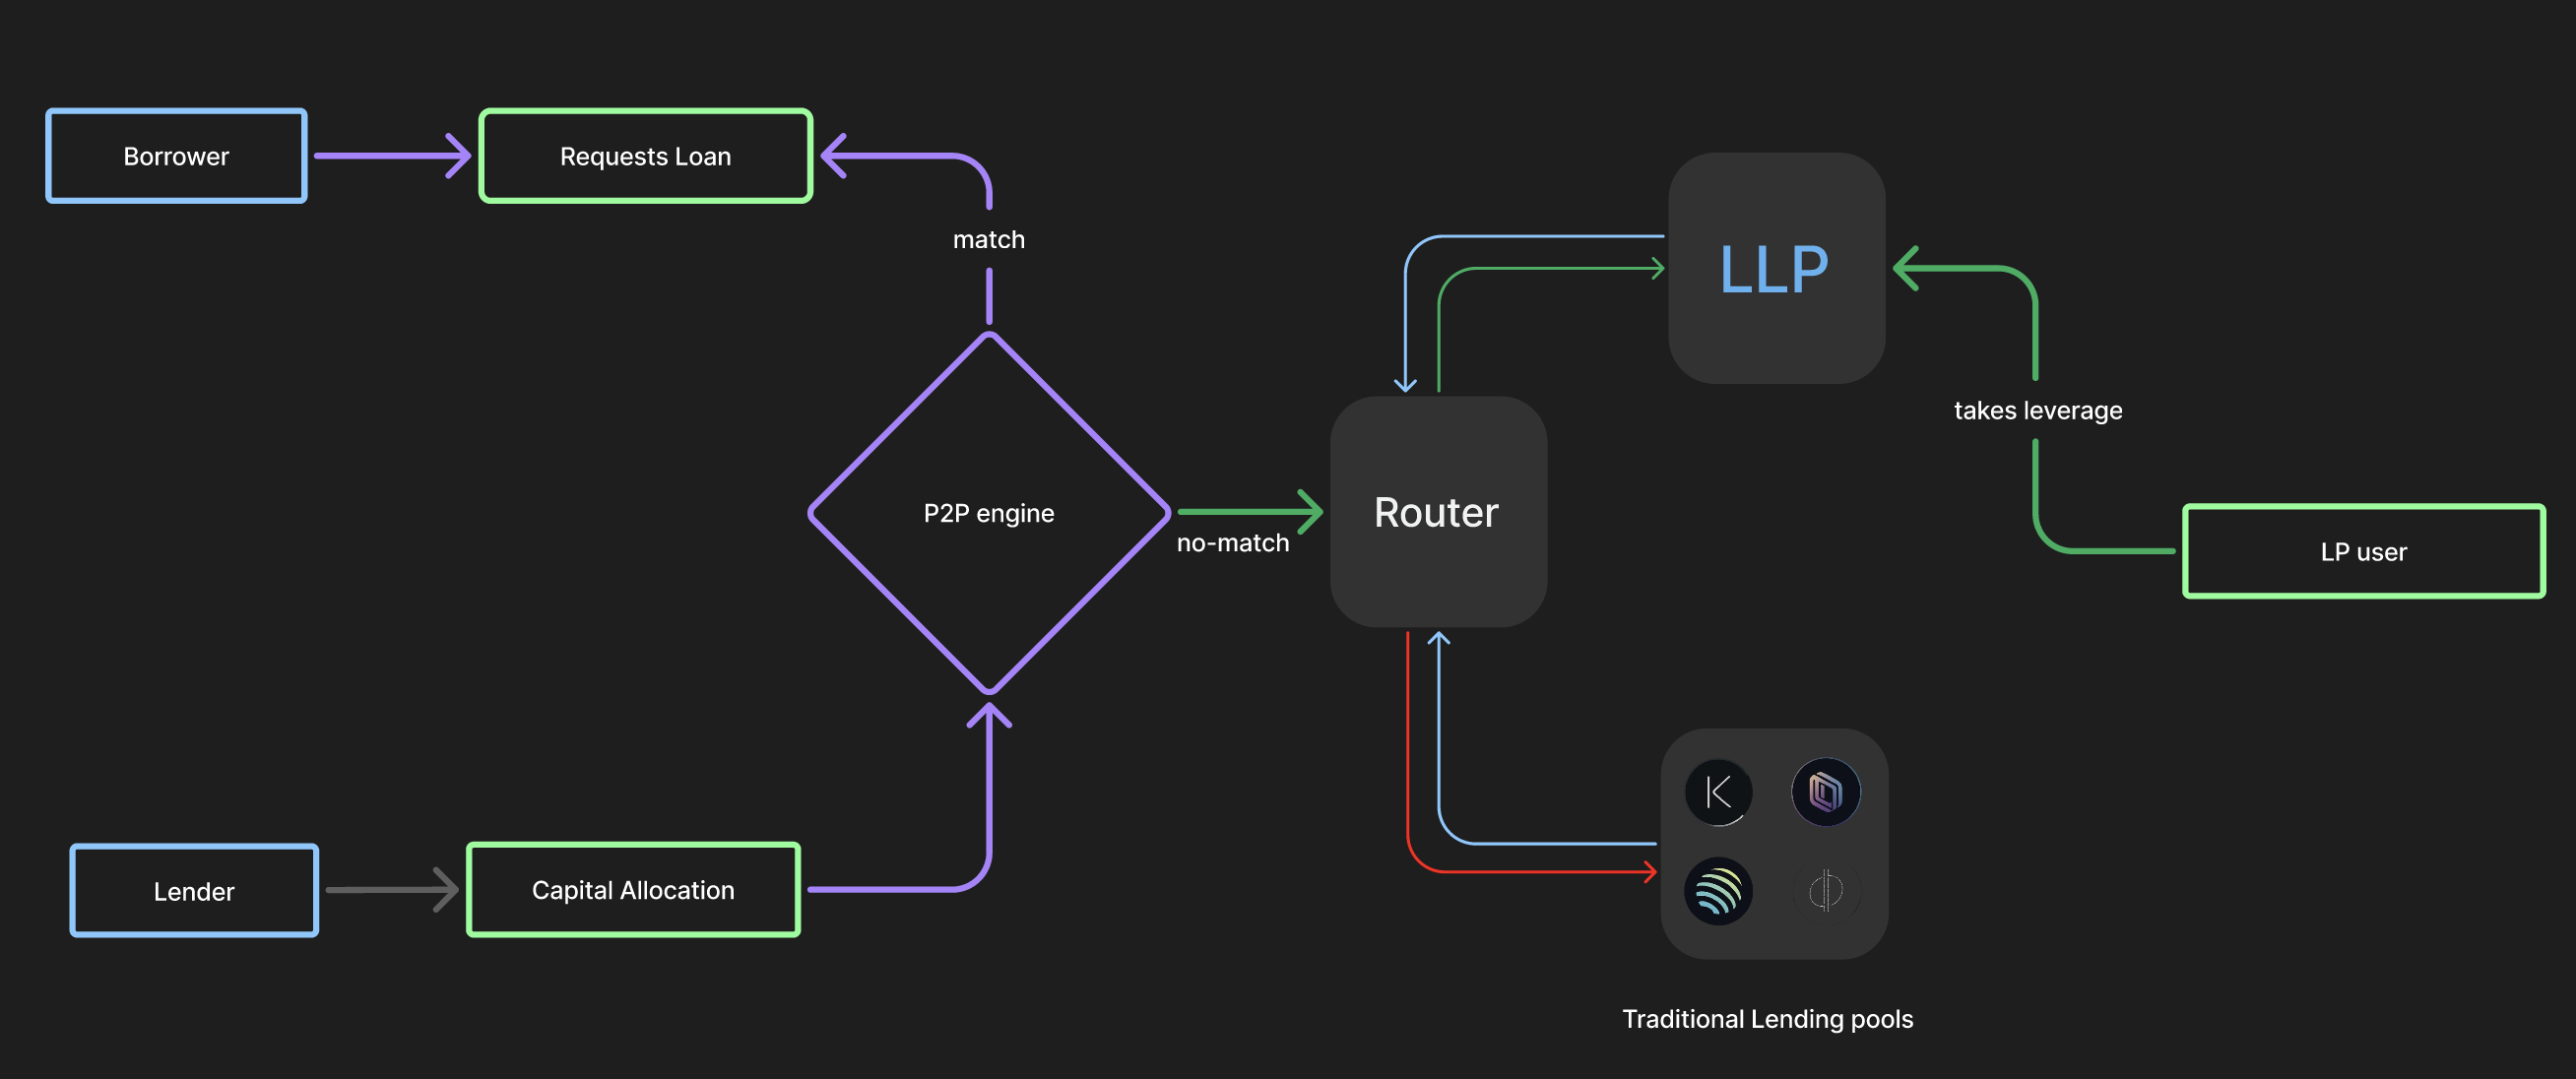 Borrower
Requests Loan
match
LLP
takes leverage
P2P engine
no-match
Router
LP user
Lender
Capital Allocation
Traditional Lending pools